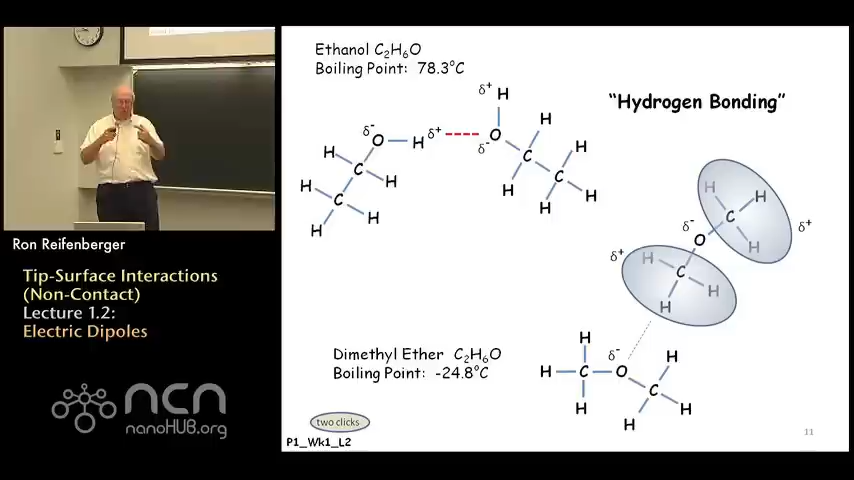 Ethanol C₂H₆O
Boiling Point: 78.3°C
"Hydrogen Bonding"
δ⁺ H
δ⁻ O H δ⁺ O δ⁻ H
H C H C H
H C H H C H
H H
H C H
δ⁻ O H δ⁺
δ⁺ H C H
H
Dimethyl Ether C₂H₆O
Boiling Point: -24.8°C
H δ⁻ H
H C O C
H H H
two clicks
P1_Wk1_L2
11
Ron Reifenberger
Tip-Surface Interactions
(Non-Contact)
Lecture 1.2:
Electric Dipoles
ncn
nanoHUB.org